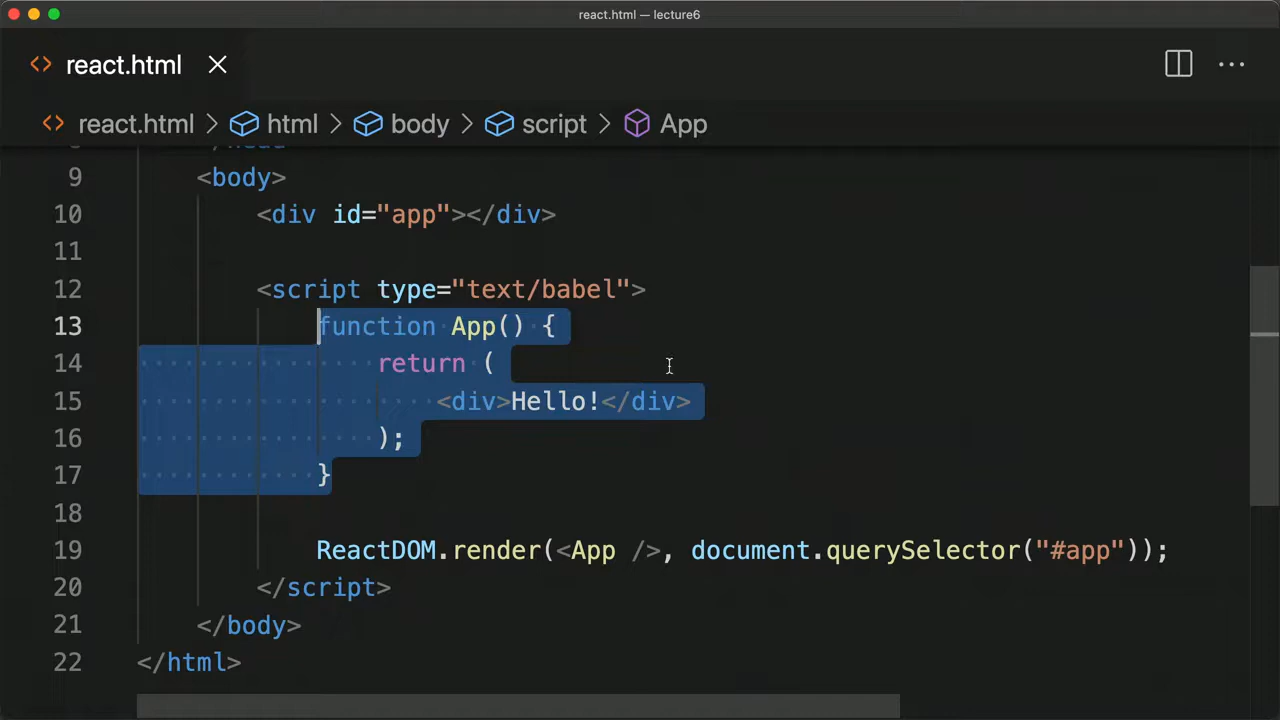 react.html — lecture6
react.html
react.html > html > body > script > App
9 <body>
10 <div id="app"></div>
11
12 <script type="text/babel">
13 function App() {
14 return (
15 <div>Hello!</div>
16 );
17 }
18
19 ReactDOM.render(<App />, document.querySelector("#app"));
20 </script>
21 </body>
22 </html>